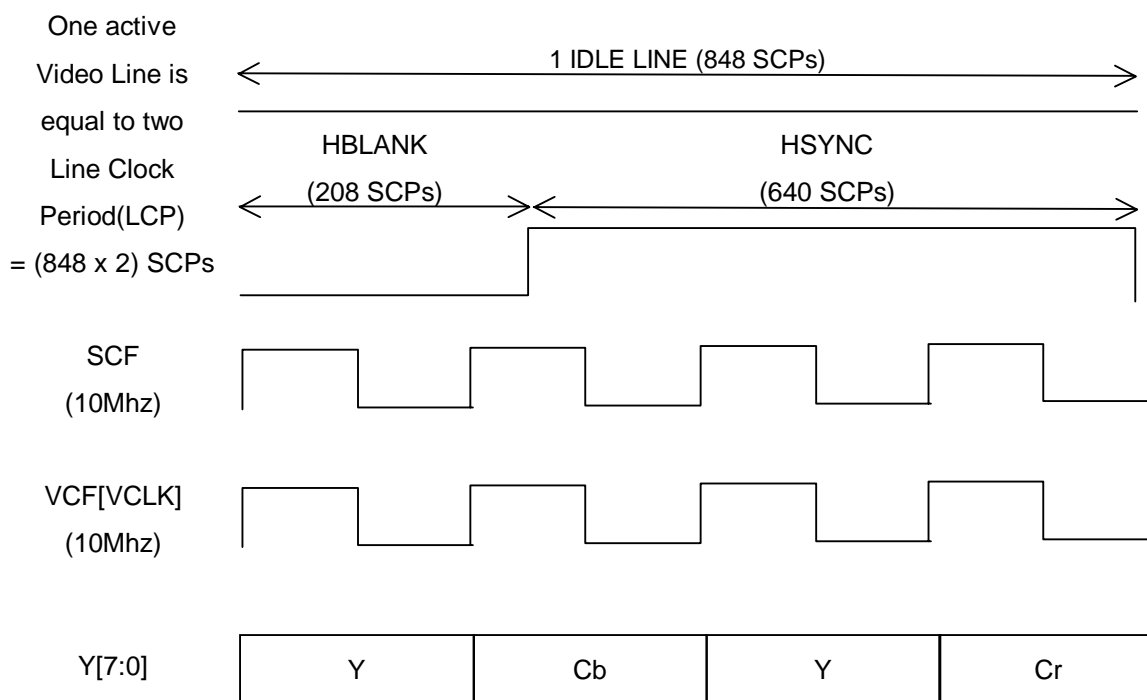 One active
Video Line is
equal to two
Line Clock
Period(LCP)
= (848 x 2) SCPs
1 IDLE LINE (848 SCPs)
HBLANK
(208 SCPs)
HSYNC
(640 SCPs)
SCF
(10Mhz)
VCF[VCLK]
(10Mhz)
Y[7:0]
Y
Cb
Y
Cr